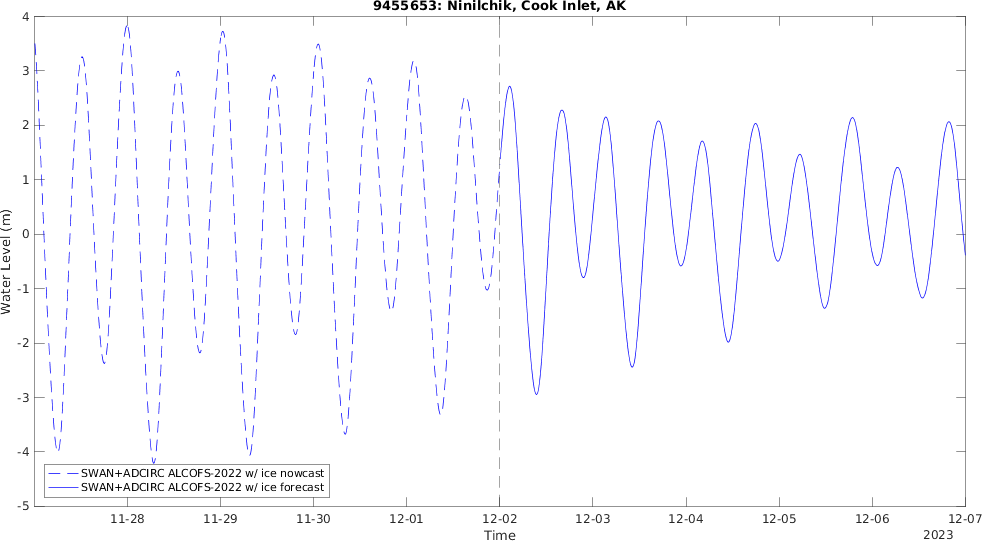 9455653: Ninilchik, Cook Inlet, AK
4
3
2
1
0
-1
-2
-3
-4
-5
Water Level (m)
SWAN+ADCIRC ALCOFS-2022 w/ ice nowcast
SWAN+ADCIRC ALCOFS-2022 w/ ice forecast
11-28 11-29 11-30 12-01 12-02 12-03 12-04 12-05 12-06 12-07
Time
2023